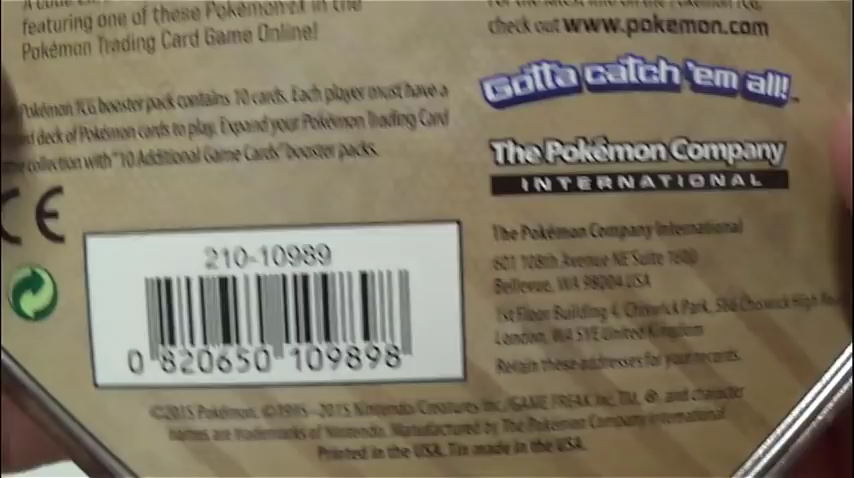 featuring one of these Pokémon-EX in the
Pokémon Trading Card Game Online!
Pokémon TCG booster pack contains 10 cards. Each player must have a
deck of Pokémon cards to play. Expand your Pokémon Trading Card
collection with "10 Additional Game Cards" booster packs.
CE
210-10989
0 820650 109898
check out www.pokemon.com
Gotta catch 'em all!™
The Pokémon Company
INTERNATIONAL
The Pokémon Company International
601 108th Avenue NE Suite 1600
Bellevue, WA 98004 USA
1st Floor Building 4, Chiswick Park, 566 Chiswick High
London, W4 5YE United Kingdom
Retain these addresses for your records.
©2015 Pokémon. ©1995–2015 Nintendo/Creatures Inc./GAME FREAK inc. TM, ®, and character
names are trademarks of Nintendo. Manufactured by The Pokémon Company International
Printed in the USA. Tin made in the USA.